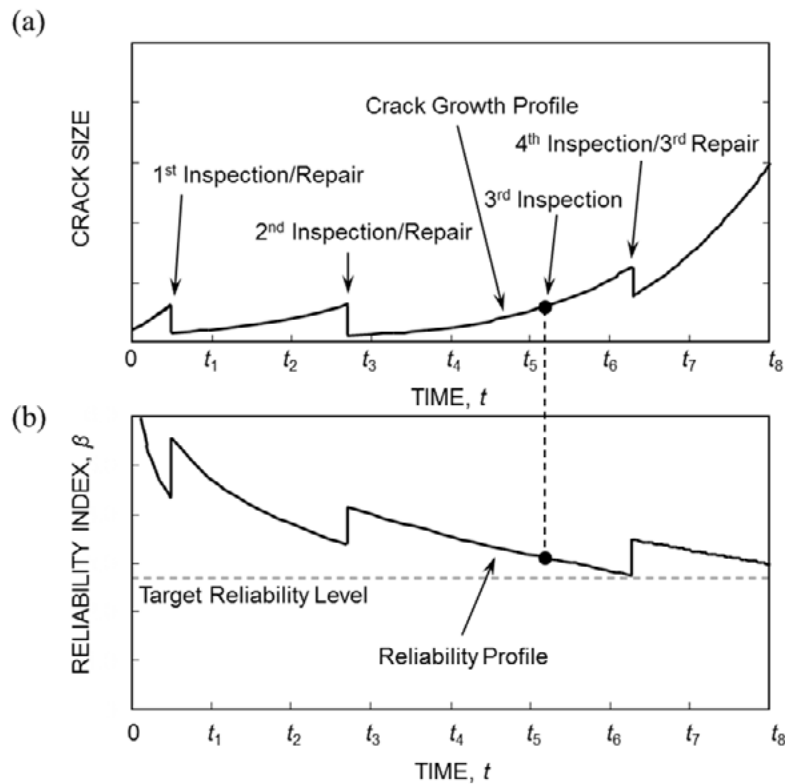 (a)
CRACK SIZE
1st Inspection/Repair
2nd Inspection/Repair
Crack Growth Profile
3rd Inspection
4th Inspection/3rd Repair
0 t1 t2 t3 t4 t5 t6 t7 t8
TIME, t
(b)
RELIABILITY INDEX, β
Target Reliability Level
Reliability Profile
0 t1 t2 t3 t4 t5 t6 t7 t8
TIME, t